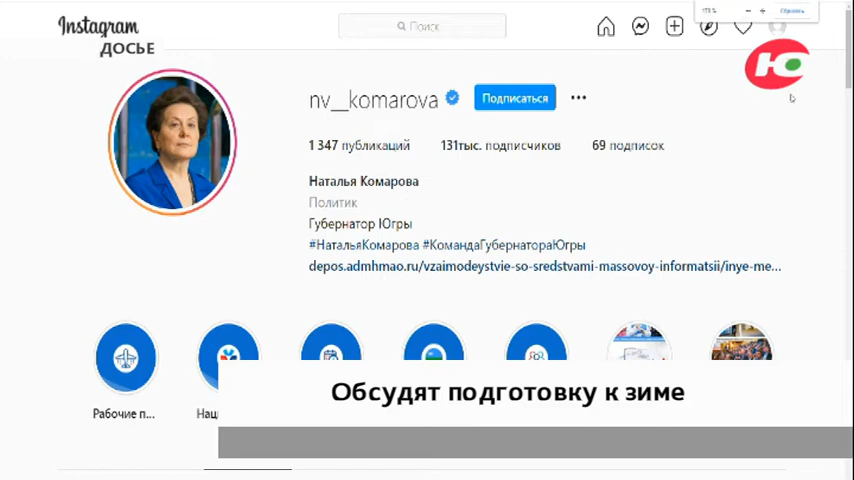 Instagram
ДОСЬЕ
Поиск
Ю
nv__komarova
Подписаться
1 347 публикаций 131тыс. подписчиков 69 подписок
Наталья Комарова
Политик
Губернатор Югры
#НатальяКомарова #КомандаГубернатораЮгры
depos.admhmao.ru/vzaimodeystvie-so-sredstvami-massovoy-informatsii/inye-me...
Рабочие п...
Нац
Обсудят подготовку к зиме